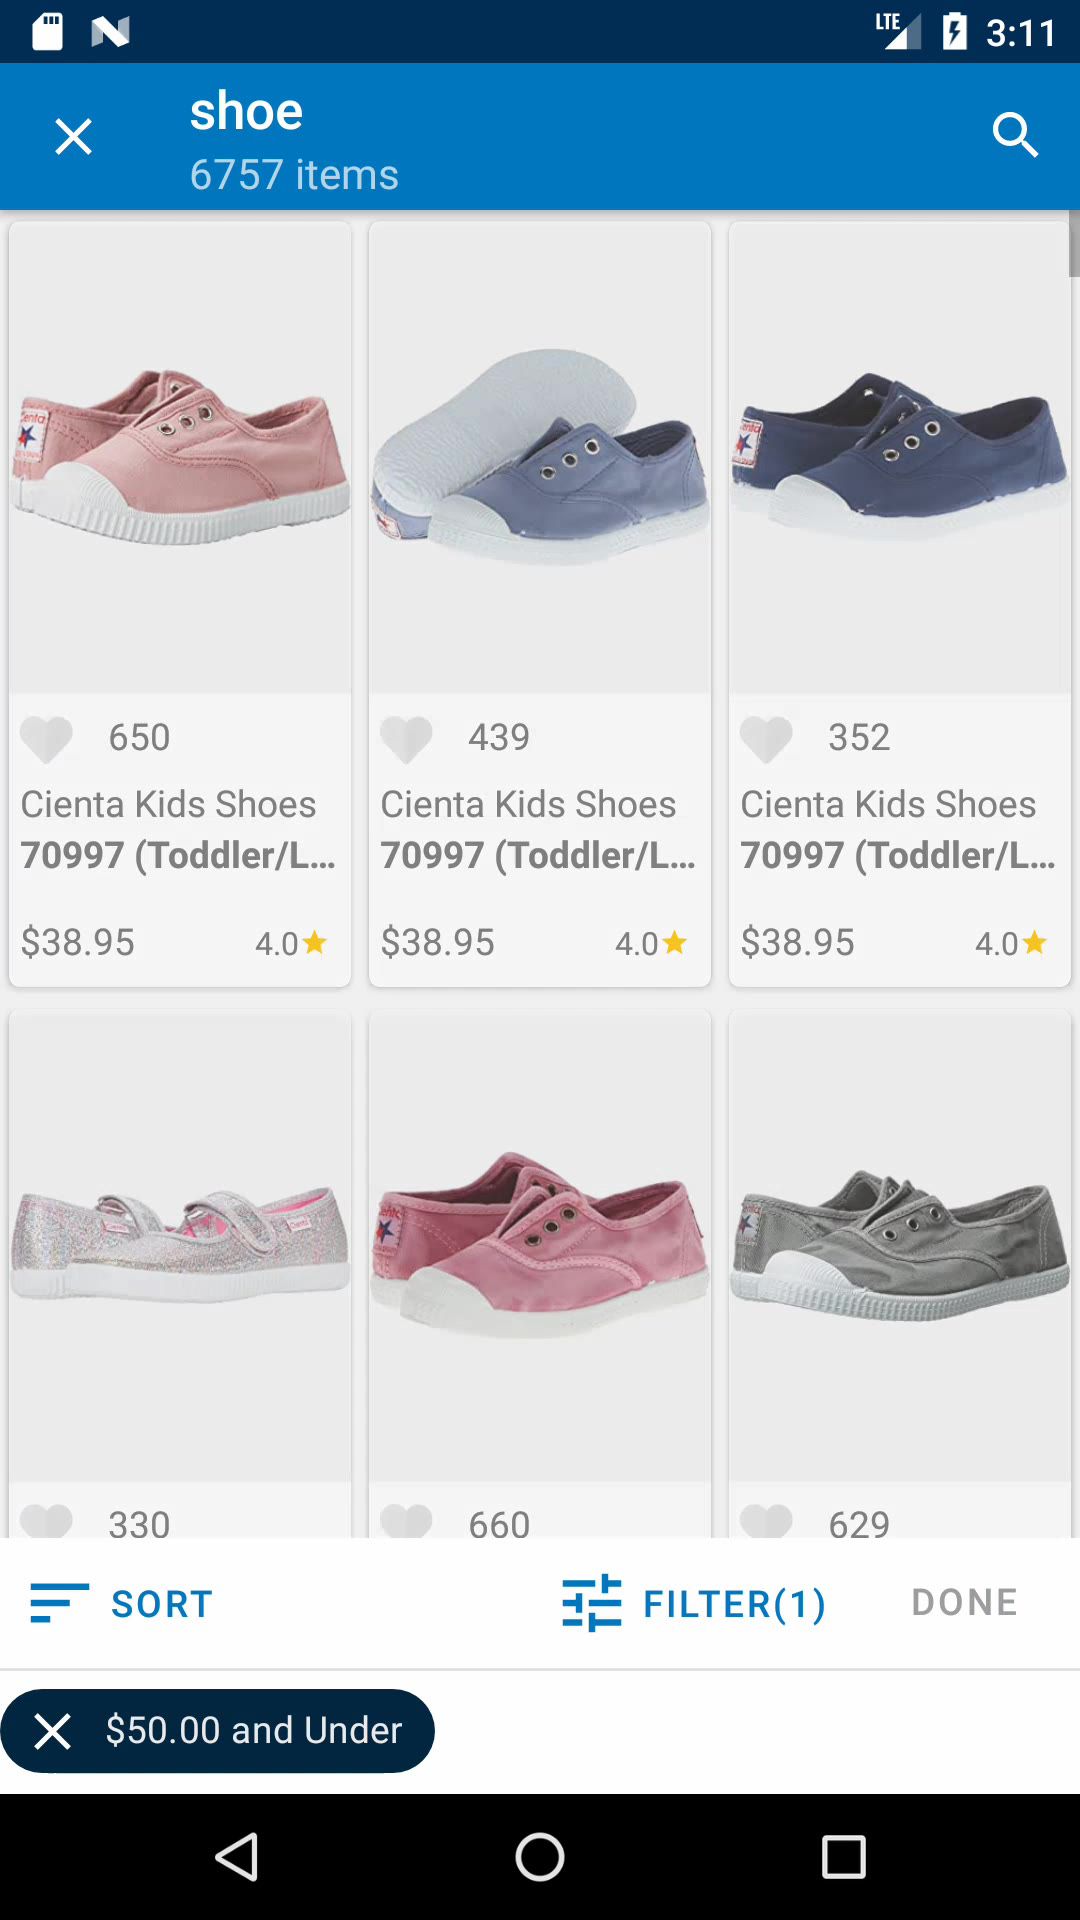 LTE 3:11
shoe
6757 items
650 439 352
Cienta Kids Shoes Cienta Kids Shoes Cienta Kids Shoes
70997 (Toddler/L... 70997 (Toddler/L... 70997 (Toddler/L...
$38.95 4.0 $38.95 4.0 $38.95 4.0
330 660 629
SORT FILTER(1) DONE
$50.00 and Under